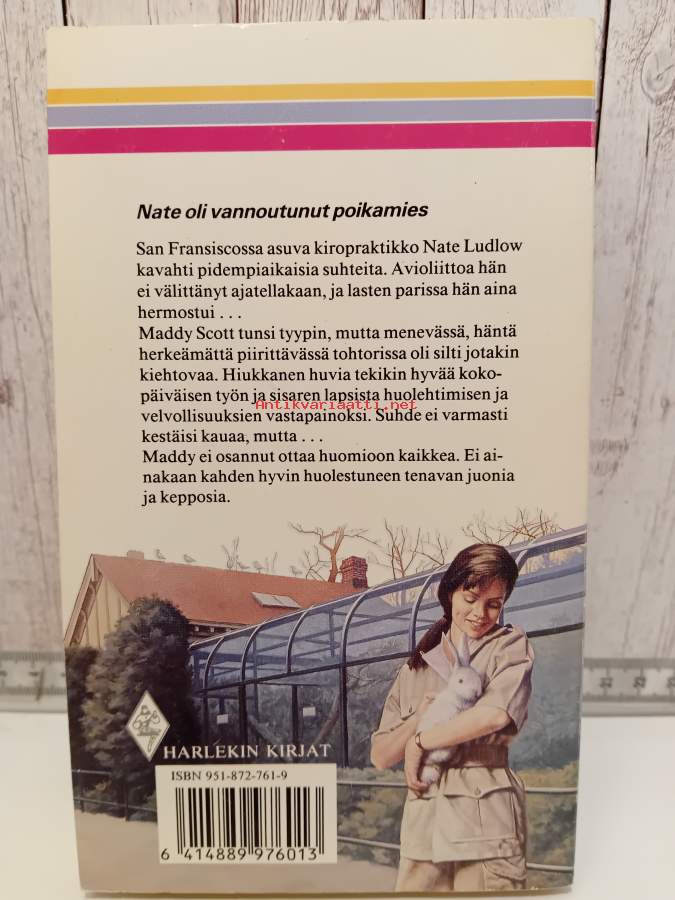 Nate oli vannoutunut poikamies
San Fransiscossa asuva kiropraktikko Nate Ludlow
kavahti pidempiaikaisia suhteita. Avioliittoa hän
ei välittänyt ajatellakaan, ja lasten parissa hän aina
hermostui . . .
Maddy Scott tunsi tyypin, mutta menevässä, häntä
herkeämättä piirittävässä tohtorissa oli silti jotakin
kiehtovaa. Hiukkanen huvia tekikin hyvää koko-
päiväisen työn ja sisaren lapsista huolehtimisen ja
velvollisuuksien vastapainoksi. Suhde ei varmasti
Antikvariaatti.net
kestäisi kauaa, mutta . . .
Maddy ei osannut ottaa huomioon kaikkea. Ei ai-
nakaan kahden hyvin huolestuneen tenavan juonia
ja kepposia.
HARLEKIN KIRJAT
ISBN 951-872-761-9
6 414889 976013